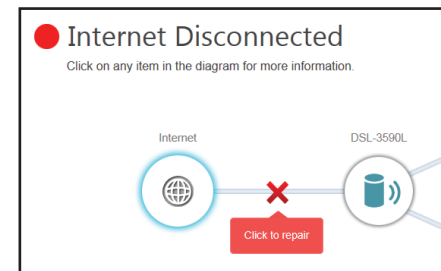 Internet Disconnected
Click on any item in the diagram for more information.
Internet
DSL-3590L
Click to repair